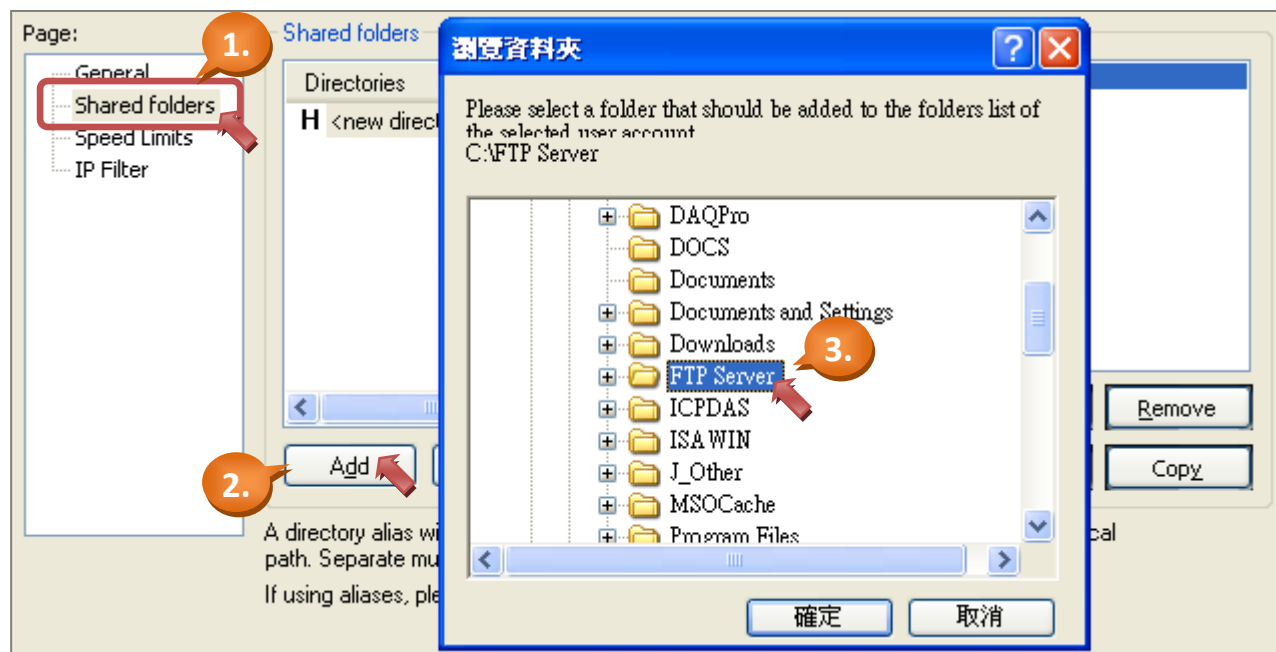 Page:
1.
General
Shared folders
Speed Limits
IP Filter
Shared folders
Directories
H <new direct
2.
Add
Remove
Copy
A directory alias wi
cal
path. Separate mu
If using aliases, ple
瀏覽資料夾
Please select a folder that should be added to the folders list of
the selected user account.
C:\FTP Server
DAQPro
DOCS
Documents
Documents and Settings
Downloads
3.
FTP Server
ICPDAS
ISAWIN
J_Other
MSOCache
Program Files
確定
取消